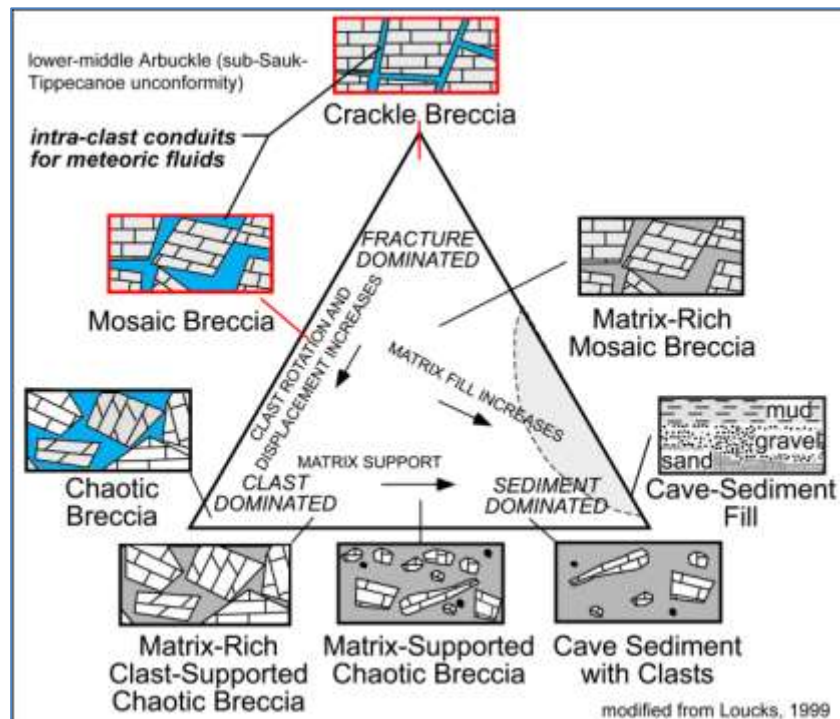 lower-middle Arbuckle (sub-Sauk-
Tippecanoe unconformity)
Crackle Breccia
intra-clast conduits
for meteoric fluids
FRACTURE
DOMINATED
Mosaic Breccia
Matrix-Rich
Mosaic Breccia
CLAST ROTATION AND
DISPLACEMENT INCREASES
MATRIX FILL INCREASES
mud
gravel
sand
Cave-Sediment
Fill
MATRIX SUPPORT
Chaotic
Breccia
CLAST
DOMINATED
SEDIMENT
DOMINATED
Matrix-Rich
Clast-Supported
Chaotic Breccia
Matrix-Supported
Chaotic Breccia
Cave Sediment
with Clasts
modified from Loucks, 1999